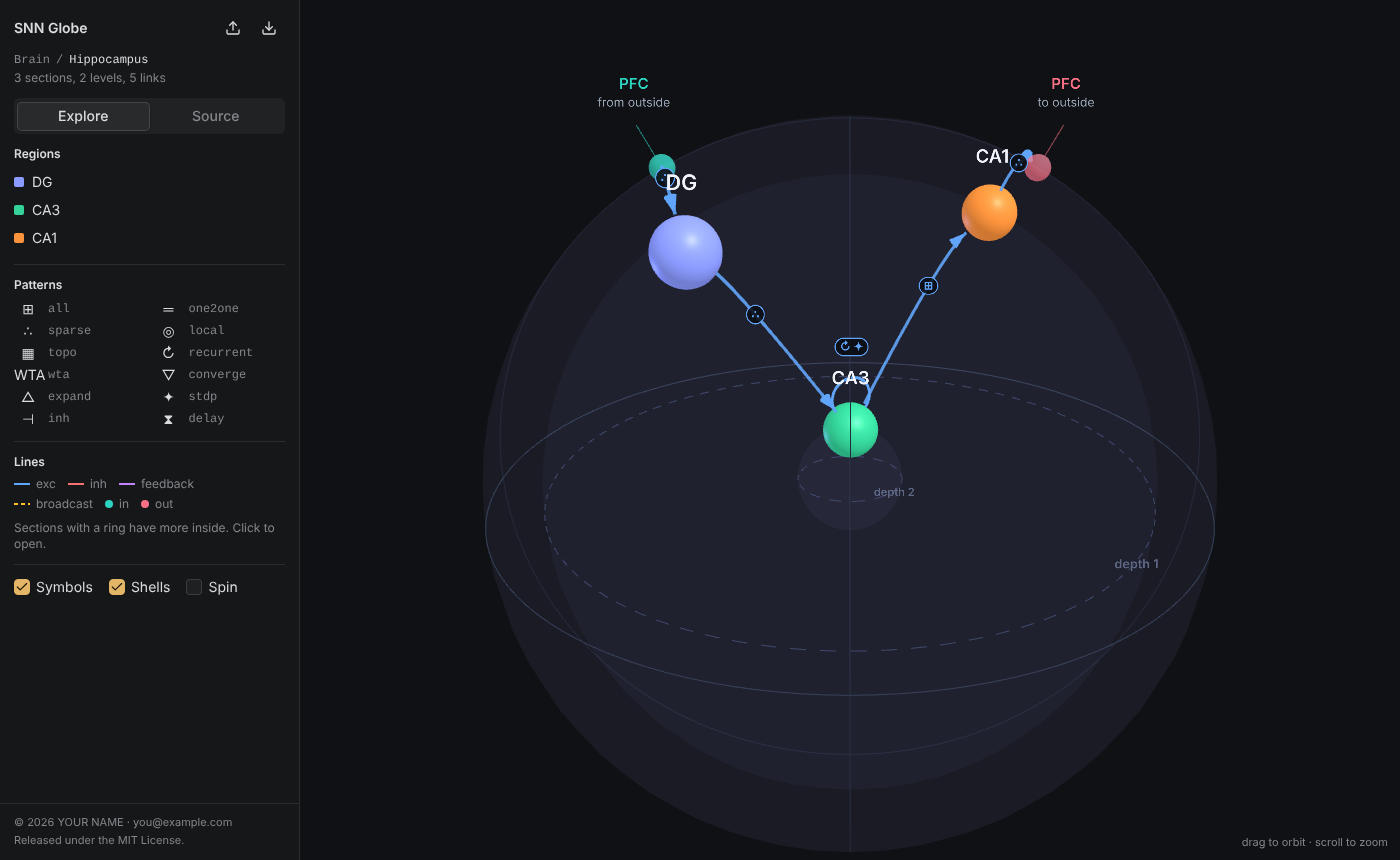 SNN Globe
Brain / Hippocampus
3 sections, 2 levels, 5 links
Explore
Source
Regions
DG
CA3
CA1
Patterns
⊞ all
═ one2one
∴ sparse
◎ local
▦ topo
↻ recurrent
WTA wta
▽ converge
△ expand
✦ stdp
⊣ inh
⧗ delay
Lines
exc inh feedback
broadcast in out
Sections with a ring have more inside. Click to
open.
Symbols Shells Spin
© 2026 YOUR NAME · you@example.com
Released under the MIT License.
PFC
from outside
PFC
to outside
CA1
DG
CA3
depth 2
depth 1
drag to orbit · scroll to zoom